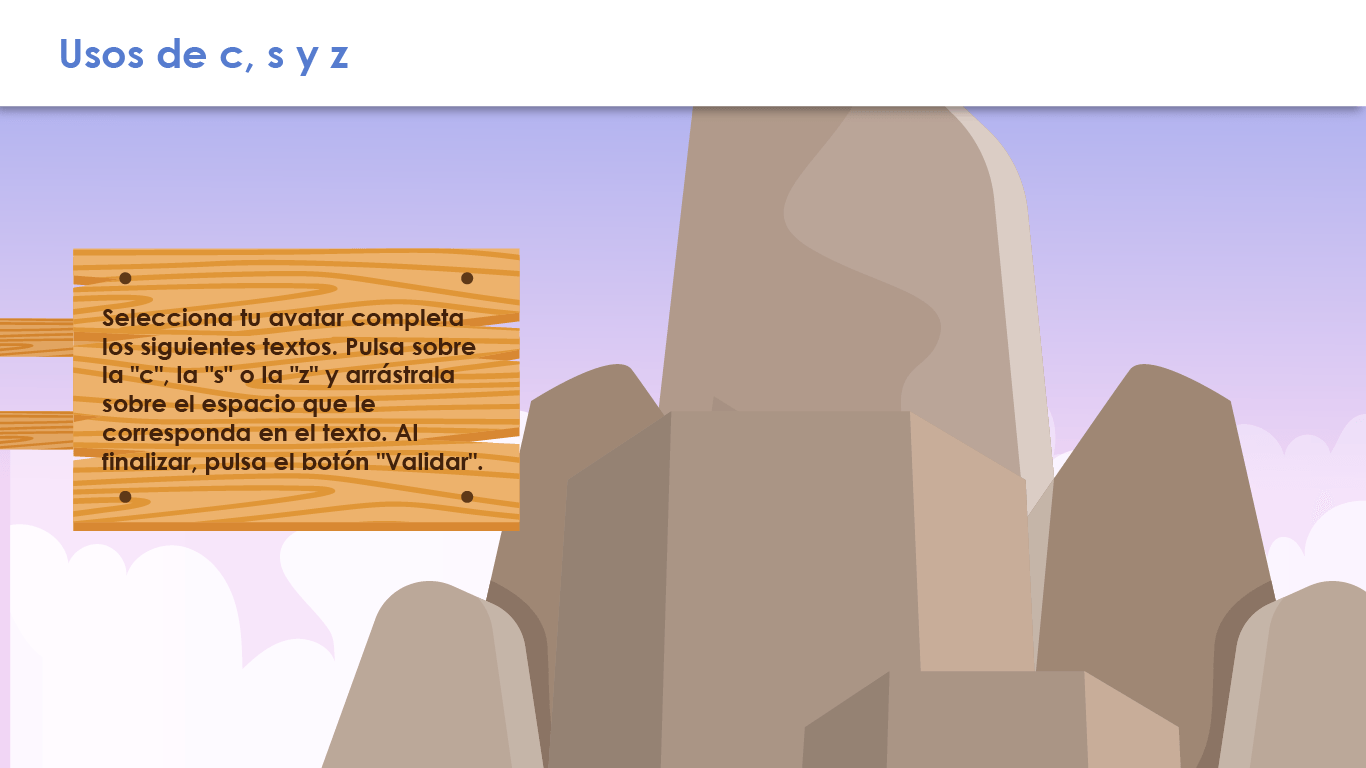 Usos de c, s y z
Selecciona tu avatar completa
los siguientes textos. Pulsa sobre
la "c", la "s" o la "z" y arrástrala
sobre el espacio que le
corresponda en el texto. Al
finalizar, pulsa el botón "Validar".